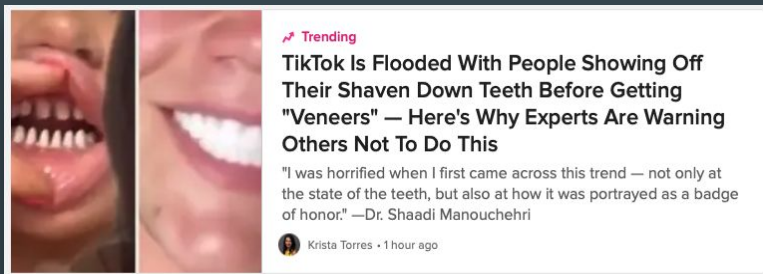 Trending
TikTok Is Flooded With People Showing Off
Their Shaven Down Teeth Before Getting
"Veneers" — Here's Why Experts Are Warning
Others Not To Do This
"I was horrified when I first came across this trend — not only at
the state of the teeth, but also at how it was portrayed as a badge
of honor." —Dr. Shaadi Manouchehri
Krista Torres • 1 hour ago